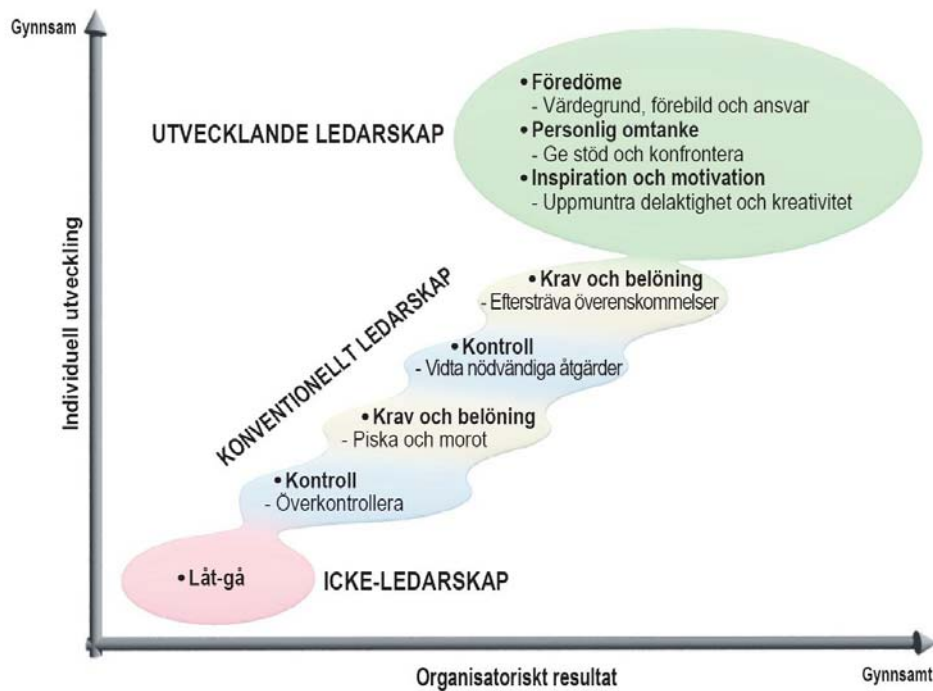 Gynnsam
• Föredöme
- Värdegrund, förebild och ansvar
• Personlig omtanke
- Ge stöd och konfrontera
• Inspiration och motivation
- Uppmuntra delaktighet och kreativitet
UTVECKLANDE LEDARSKAP
• Krav och belöning
- Eftersträva överenskommelser
• Kontroll
- Vidta nödvändiga åtgärder
KONVENTIONELLT LEDARSKAP
• Krav och belöning
- Piska och morot
• Kontroll
- Överkontrollera
• Låt-gå
ICKE-LEDARSKAP
Individuell utveckling
Organisatoriskt resultat
Gynnsamt